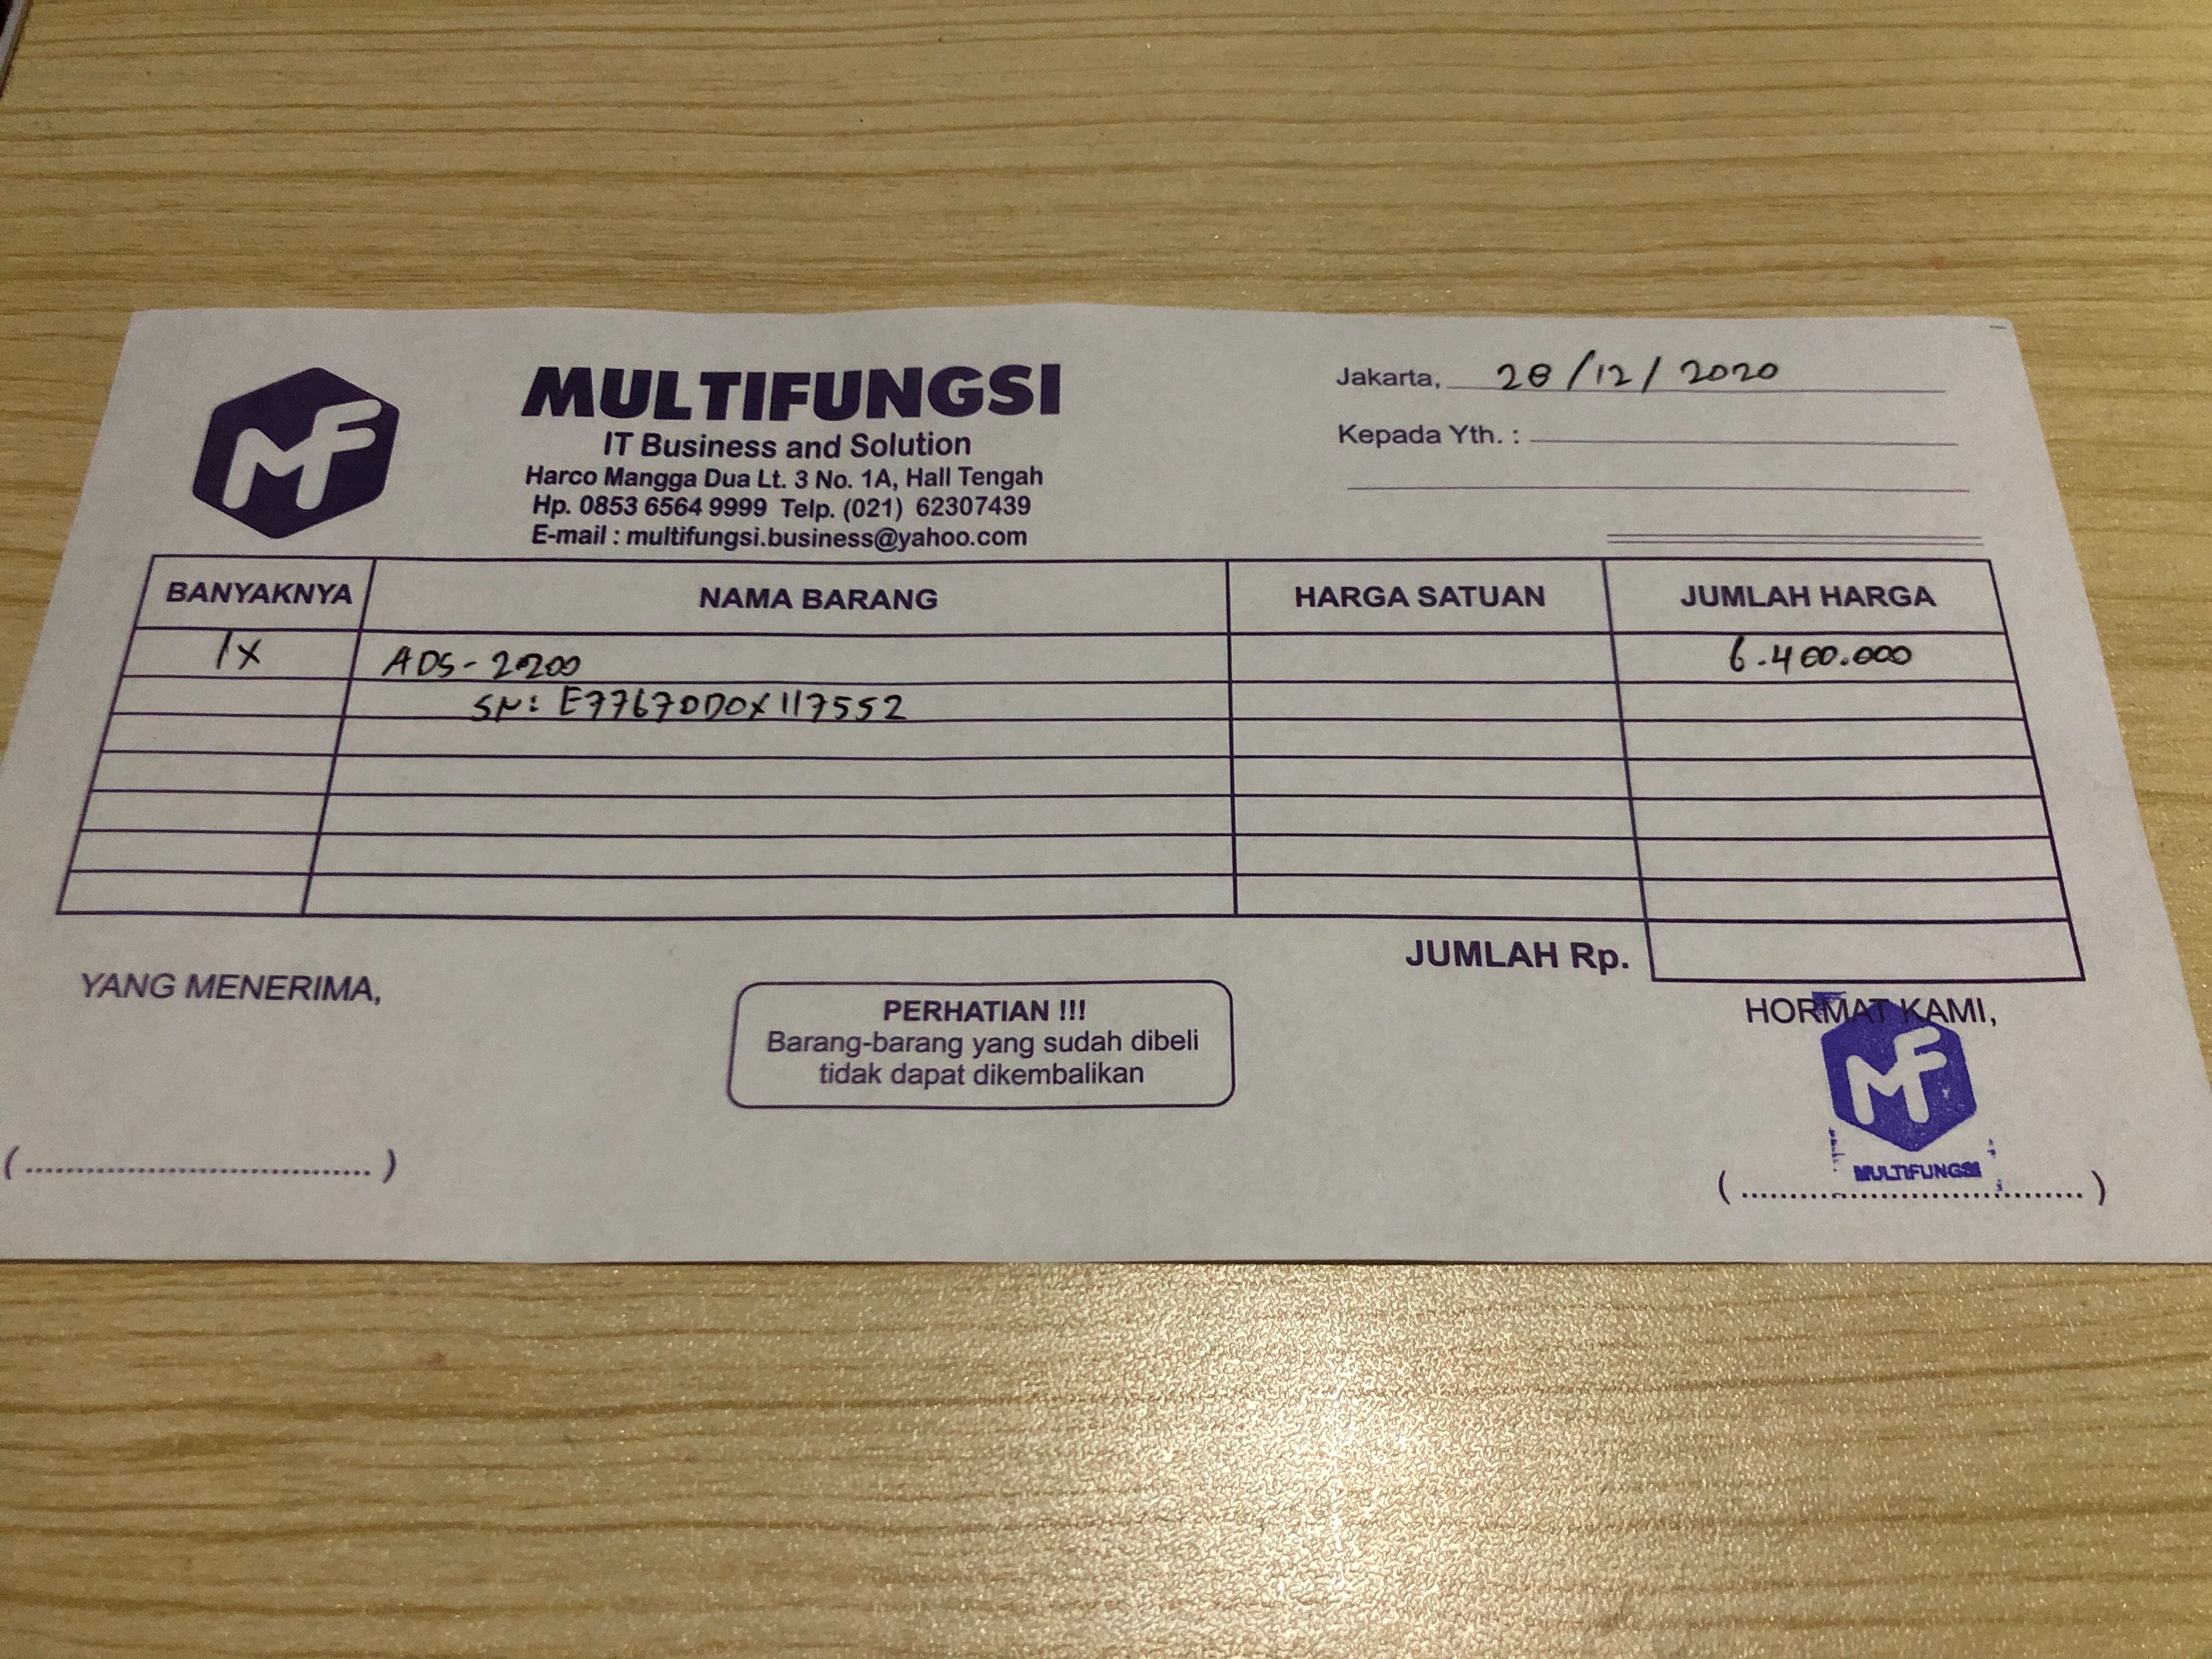 MF
MULTIFUNGSI
IT Business and Solution
Harco Mangga Dua Lt. 3 No. 1A, Hall Tengah
Hp. 0853 6564 9999 Telp. (021) 62307439
E-mail : multifungsi.business@yahoo.com
Jakarta, 28/12/2020
Kepada Yth. :
BANYAKNYA NAMA BARANG HARGA SATUAN JUMLAH HARGA
1x ADS-2200 6.400.000
SN: E77670D0X117552
JUMLAH Rp.
YANG MENERIMA,
PERHATIAN !!!
Barang-barang yang sudah dibeli
tidak dapat dikembalikan
HORMAT KAMI,
MF
MULTIFUNGSI
(....................................)
(....................................)